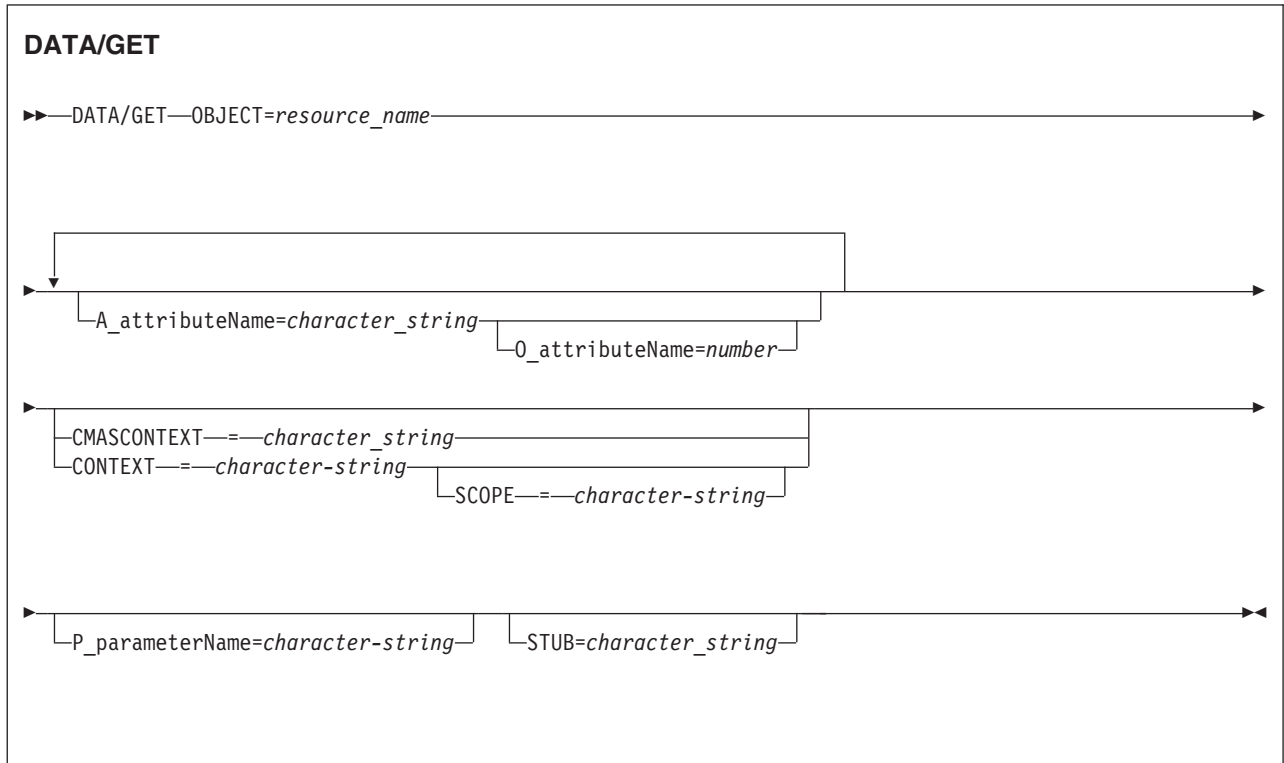 DATA/GET
DATA/GET OBJECT=resource_name
A_attributeName=character_string
O_attributeName=number
CMASCONTEXT = character_string
CONTEXT = character-string
SCOPE = character-string
P_parameterName=character-string STUB=character_string